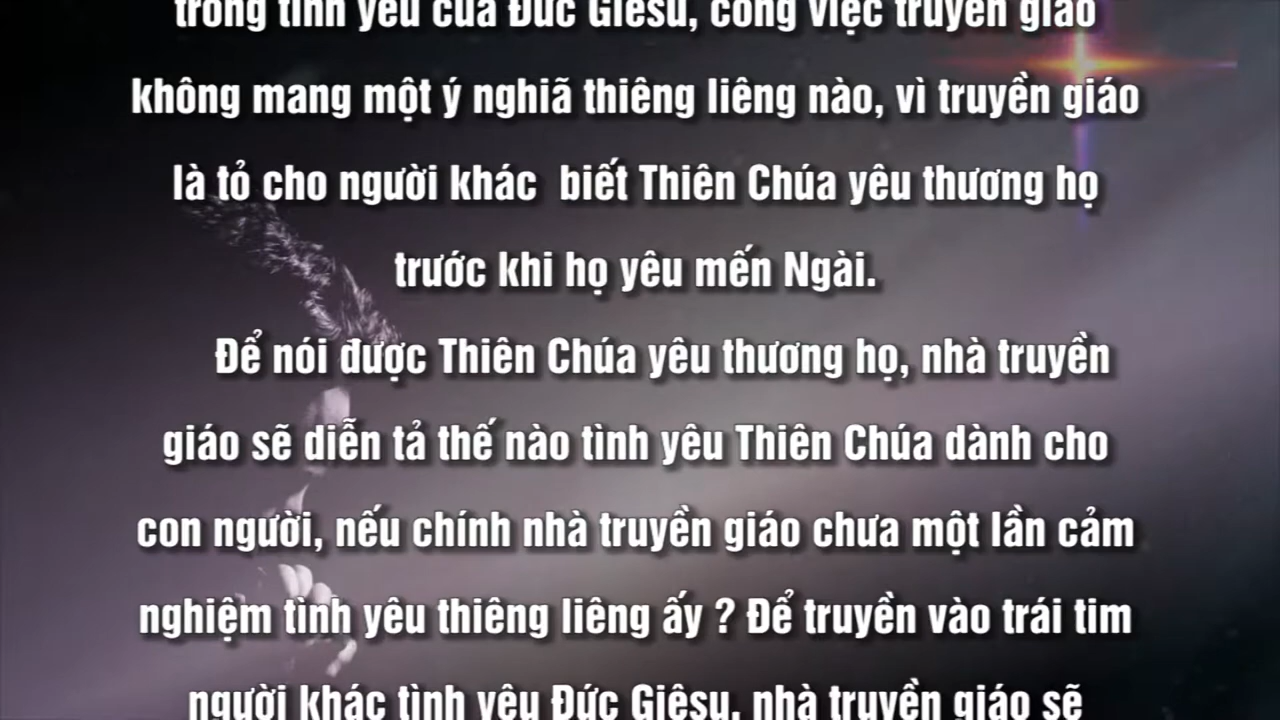 trong tình yêu của Đức Giêsu, công việc truyền giáo
không mang một ý nghiã thiêng liêng nào, vì truyền giáo
là tỏ cho người khác  biết Thiên Chúa yêu thương họ
trước khi họ yêu mến Ngài.
Để nói được Thiên Chúa yêu thương họ, nhà truyền
giáo sẽ diễn tả thế nào tình yêu Thiên Chúa dành cho
con người, nếu chính nhà truyền giáo chưa một lần cảm
nghiệm tình yêu thiêng liêng ấy ? Để truyền vào trái tim
người khác tình yêu Đức Giêsu, nhà truyền giáo sẽ